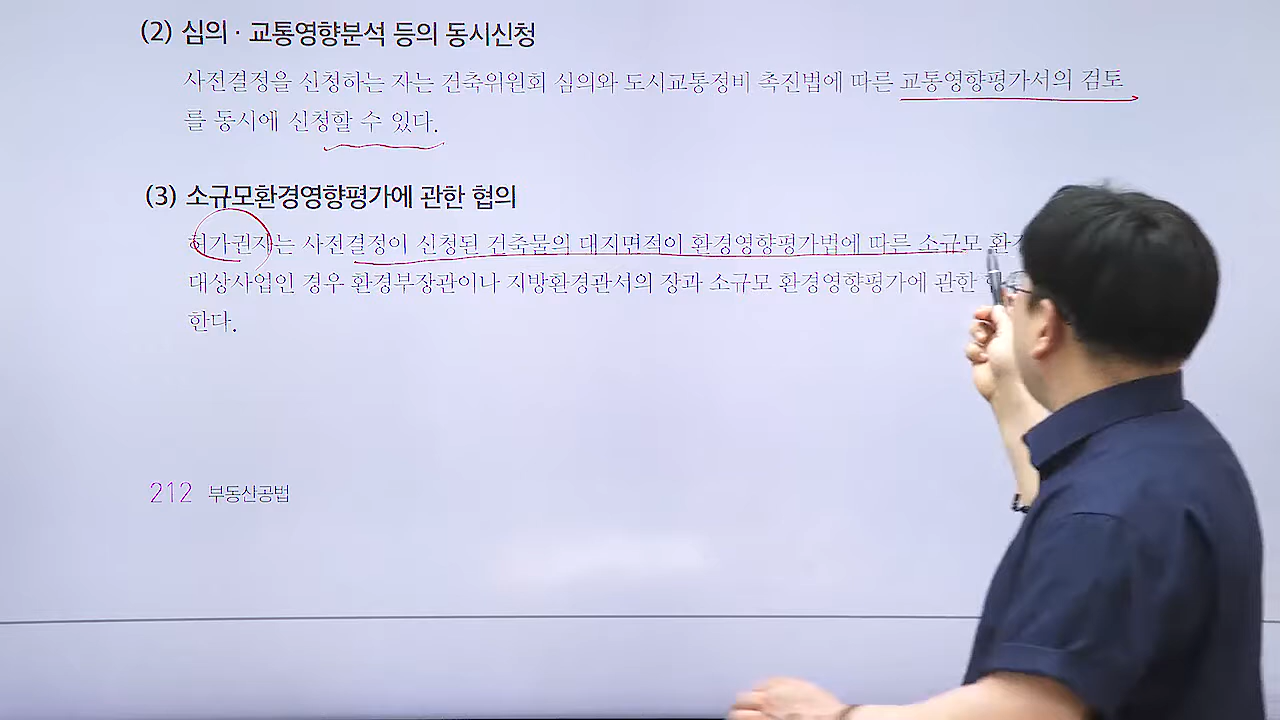 (2) 심의 · 교통영향분석 등의 동시신청
사전결정을 신청하는 자는 건축위원회 심의와 도시교통정비 촉진법에 따른 교통영향평가서의 검토
를 동시에 신청할 수 있다.
(3) 소규모환경영향평가에 관한 협의
허가권자는 사전결정이 신청된 건축물의 대지면적이 환경영향평가법에 따른 소규모
대상사업인 경우 환경부장관이나 지방환경관서의 장과 소규모 환경영향평가에 관한
한다.
212 부동산공법